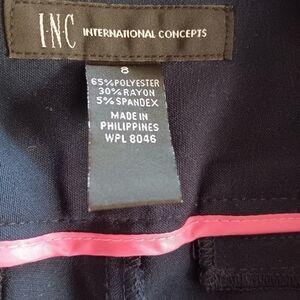 I·N·C INTERNATIONAL CONCEPTS
8
65%POLYESTER
30%RAYON
5%SPANDEX
MADE IN
PHILIPPINES
WPL 8046